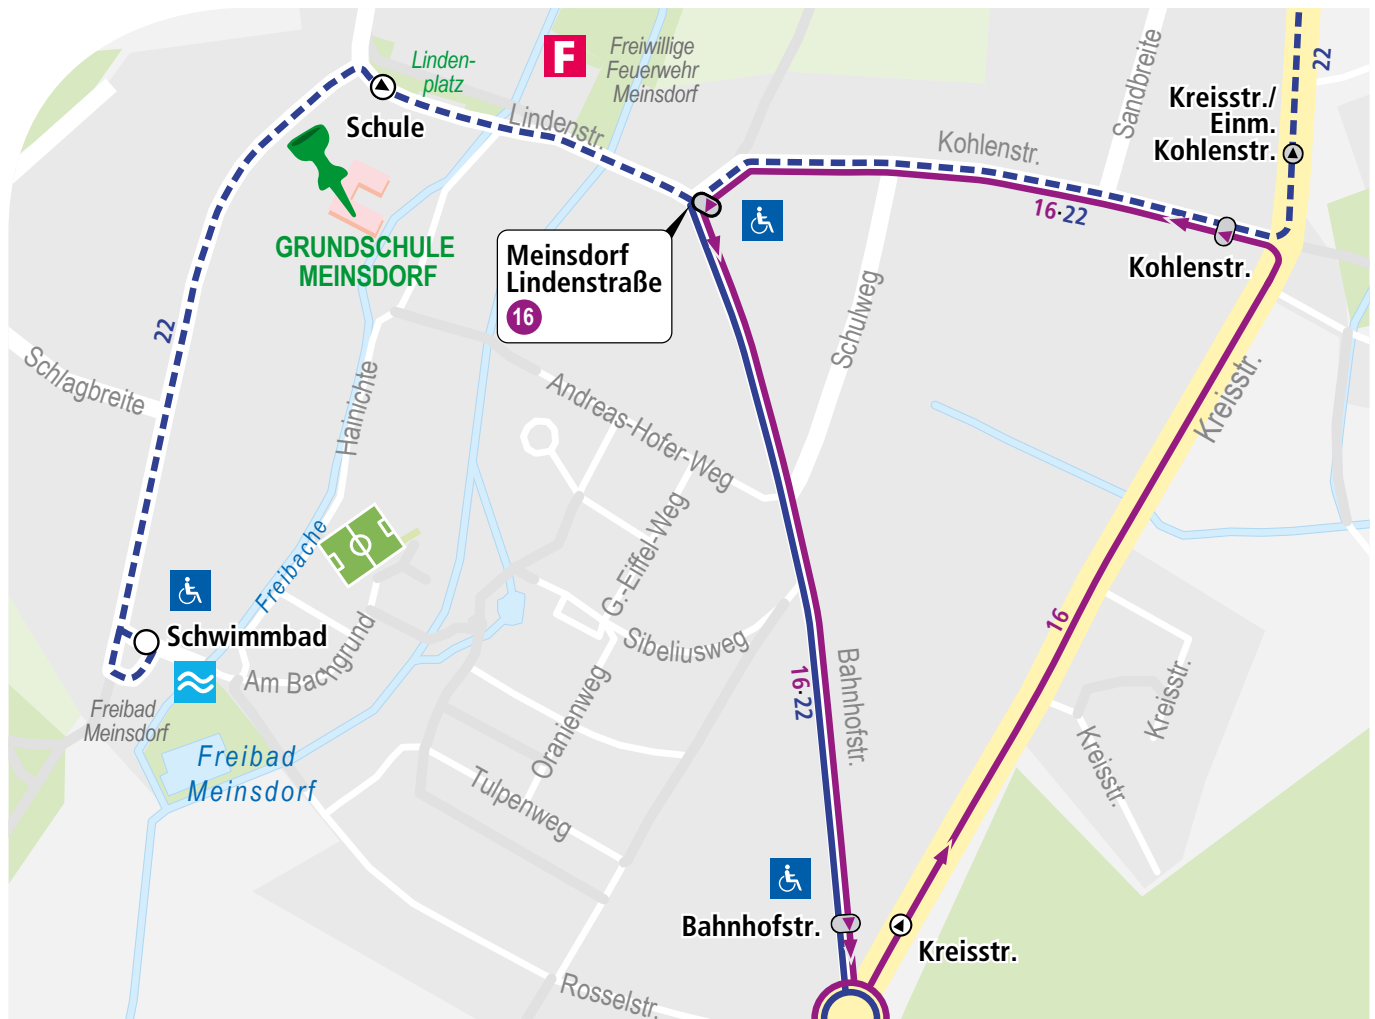 22
Linden-
platz
F
Freiwillige
Feuerwehr
Meinsdorf
Schule
Lindenstr.
Kohlenstr.
Sandbreite
Kreisstr./
Einm.
Kohlenstr.
GRUNDSCHULE
MEINSDORF
Meinsdorf
Lindenstraße
16
16·22
Kohlenstr.
22
Schlagbreite
Hainichte
Andreas-Hofer-Weg
Schulweg
Kreisstr.
Freibache
G.-Eiffel-Weg
Schwimmbad
Am Bachgrund
Sibeliusweg
16
Freibad
Meinsdorf
Freibad
Meinsdorf
Oranienweg
Tulpenweg
16·22
Bahnhofstr.
Kreisstr.
Kreisstr.
Bahnhofstr.
Kreisstr.
Rosselstr.